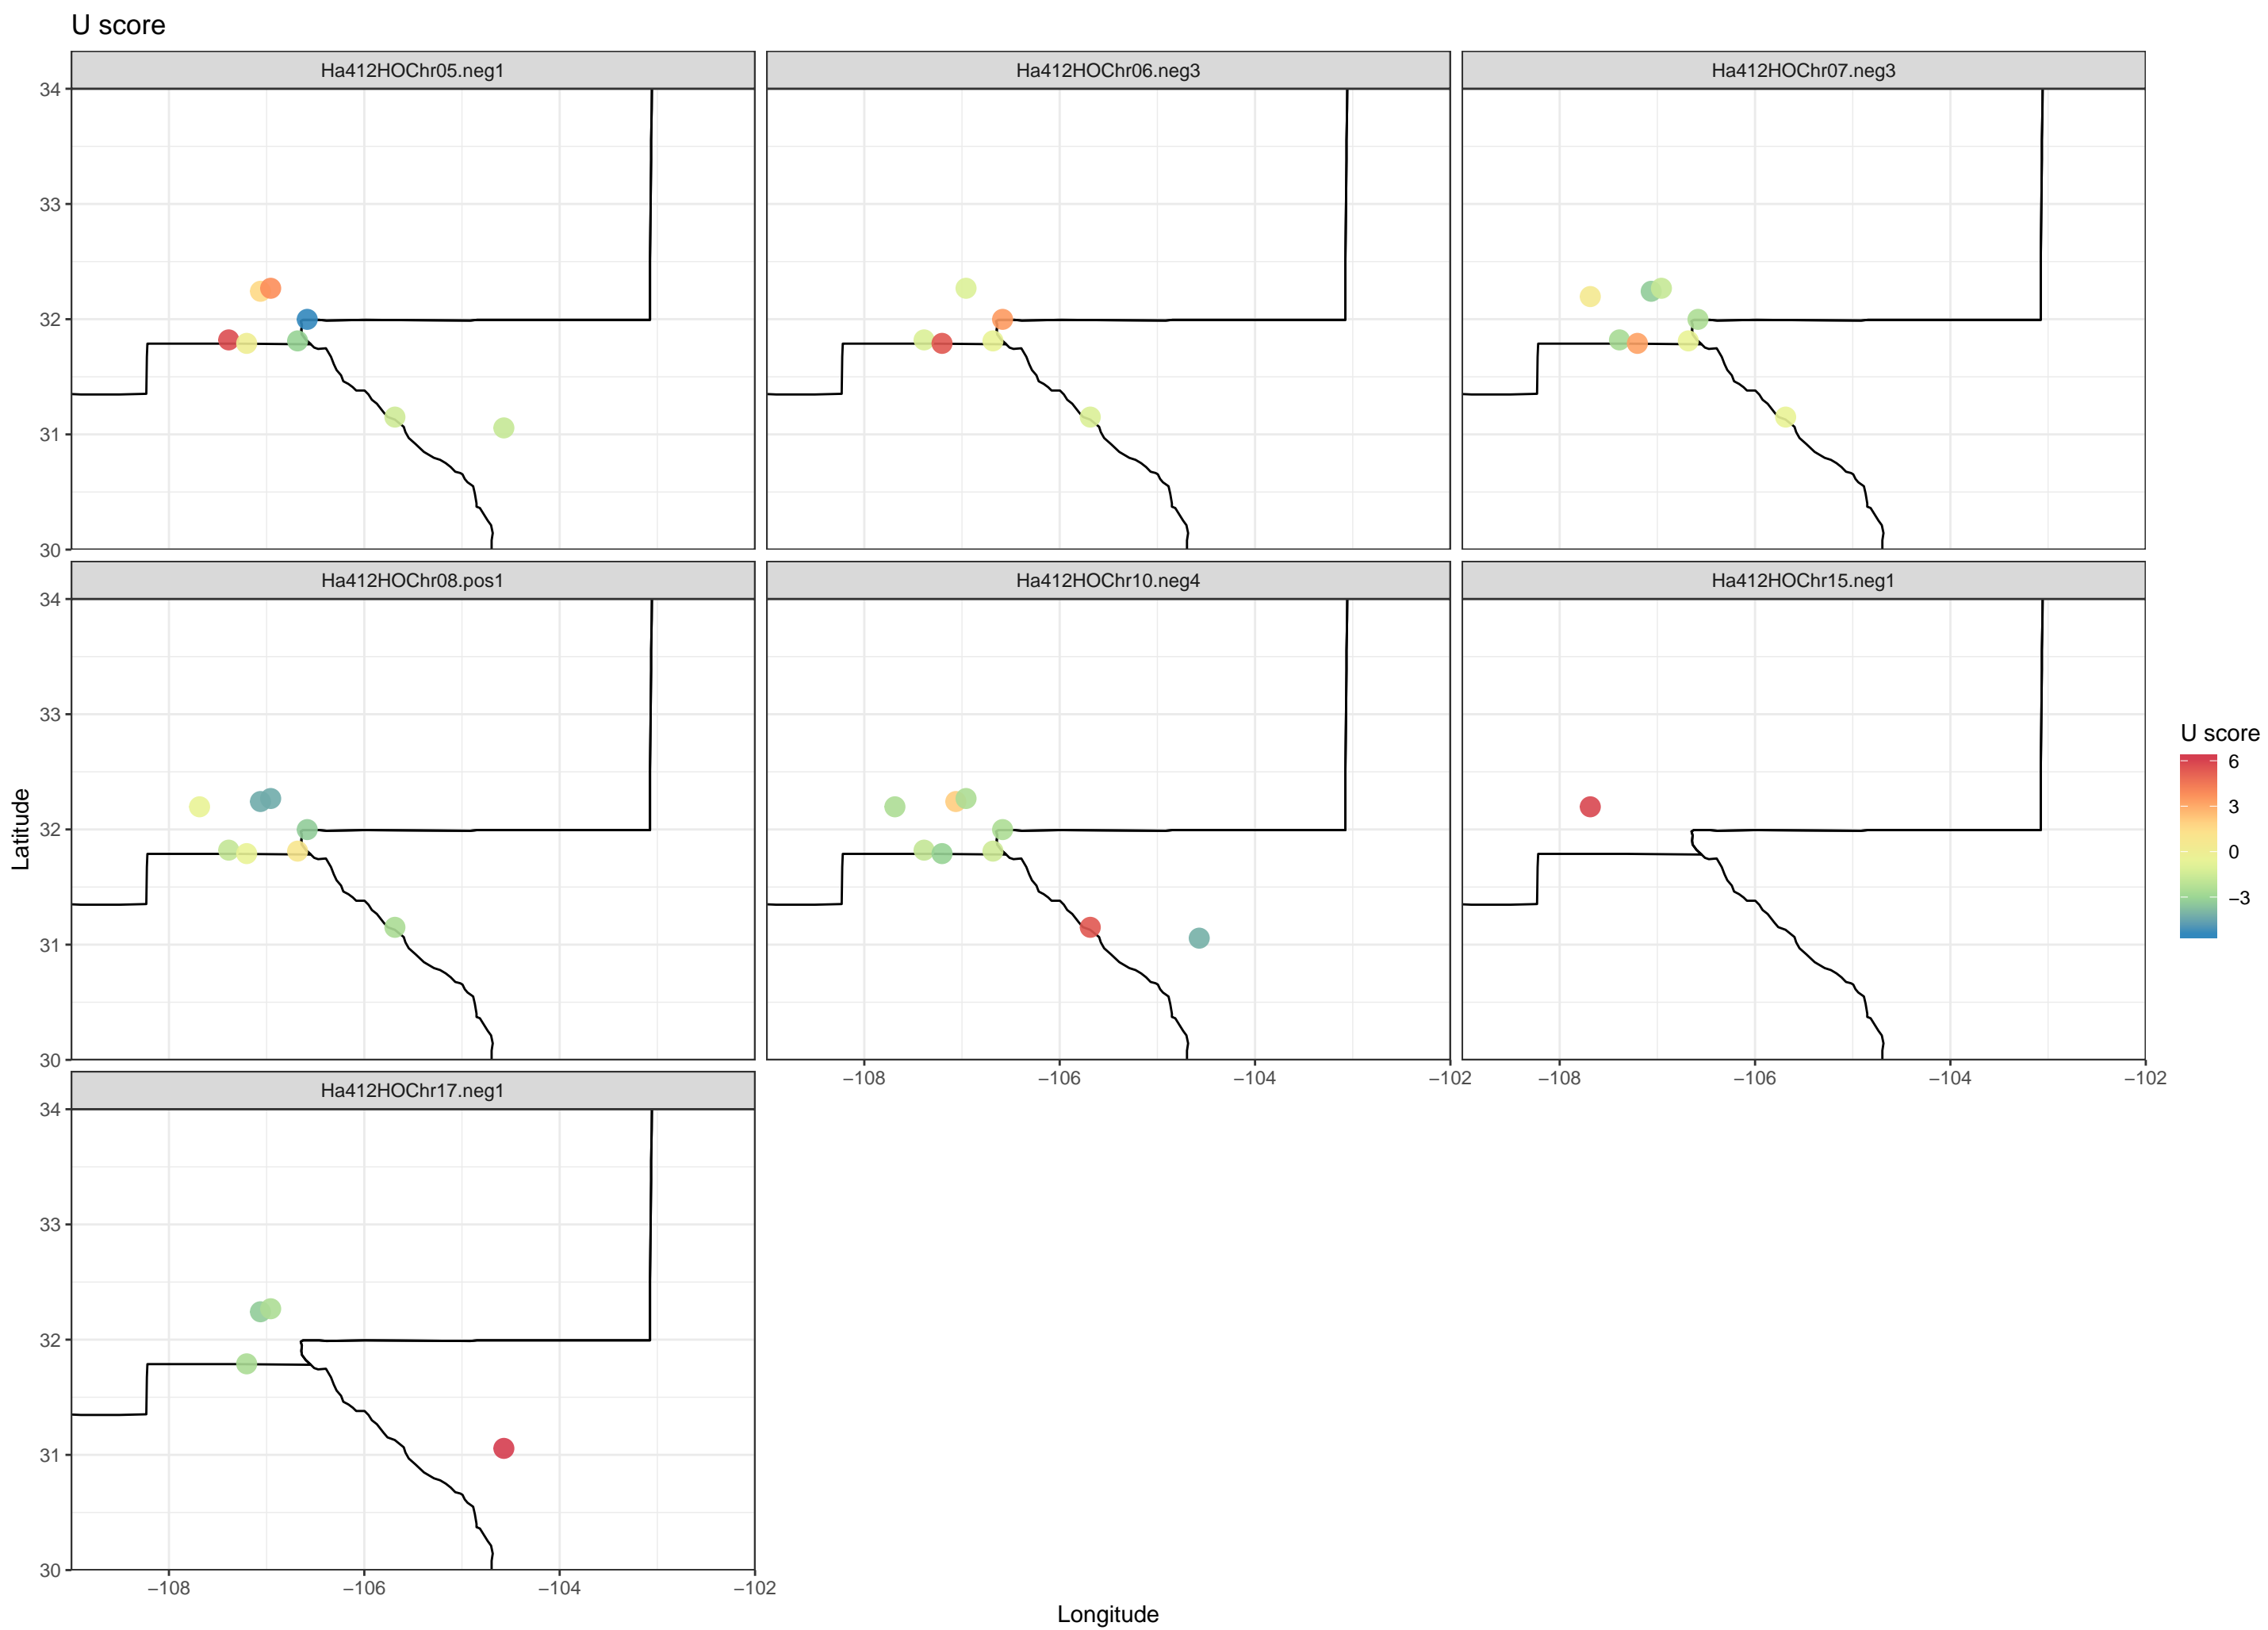 U score
Ha412HOChr05.neg1
Ha412HOChr06.neg3
Ha412HOChr07.neg3
34
33
32
31
30
Ha412HOChr08.pos1
Ha412HOChr10.neg4
Ha412HOChr15.neg1
34
33
32
31
30
−108
−106
−104
−102
−108
−106
−104
−102
Ha412HOChr17.neg1
34
33
32
31
30
−108
−106
−104
−102
Latitude
Longitude
U score
6
3
0
−3